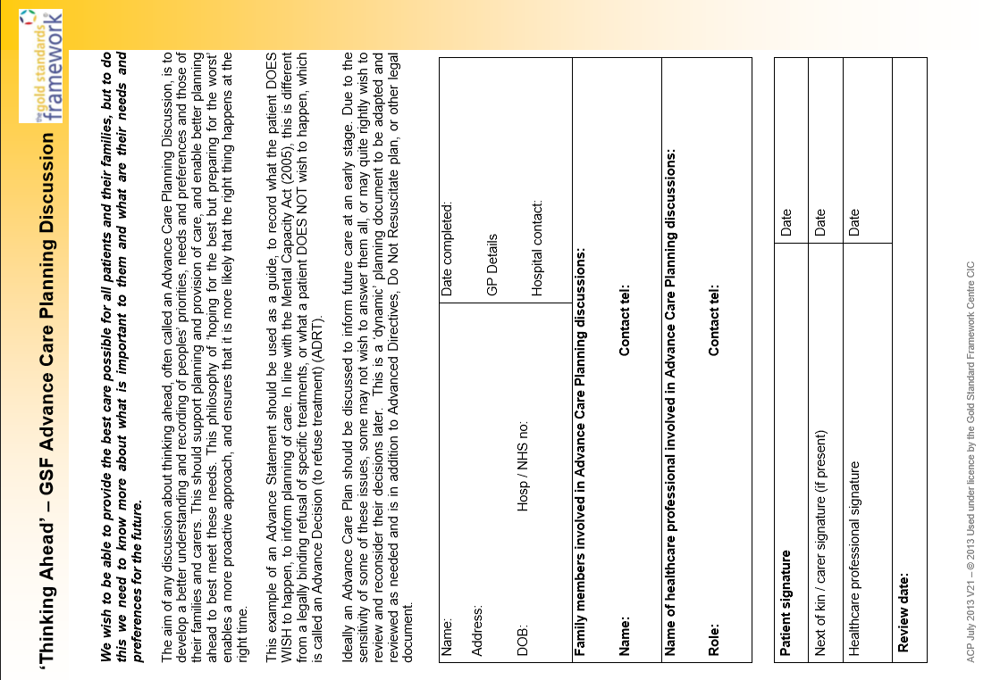 ‘Thinking Ahead’ – GSF Advance Care Planning Discussion
the gold standards
framework
We wish to be able to provide the best care possible for all patients and their families, but to do
this we need to know more about what is important to them and what are their needs and
preferences for the future.
The aim of any discussion about thinking ahead, often called an Advance Care Planning Discussion, is to
develop a better understanding and recording of peoples’ priorities, needs and preferences and those of
their families and carers. This should support planning and provision of care, and enable better planning
ahead to best meet these needs. This philosophy of ‘hoping for the best but preparing for the worst’
enables a more proactive approach, and ensures that it is more likely that the right thing happens at the
right time.
This example of an Advance Statement should be used as a guide, to record what the patient DOES
WISH to happen, to inform planning of care. In line with the Mental Capacity Act (2005), this is different
from a legally binding refusal of specific treatments, or what a patient DOES NOT wish to happen, which
is called an Advance Decision (to refuse treatment) (ADRT).
Ideally an Advance Care Plan should be discussed to inform future care at an early stage. Due to the
sensitivity of some of these issues, some may not wish to answer them all, or may quite rightly wish to
review and reconsider their decisions later. This is a ‘dynamic’ planning document to be adapted and
reviewed as needed and is in addition to Advanced Directives, Do Not Resuscitate plan, or other legal
document.
Name:
Address:
DOB: Hosp / NHS no:
Date completed:
GP Details
Hospital contact:
Family members involved in Advance Care Planning discussions:
Name: Contact tel:
Name of healthcare professional involved in Advance Care Planning discussions:
Role: Contact tel:
Patient signature Date
Next of kin / carer signature (if present) Date
Healthcare professional signature Date
Review date:
ACP July 2013 V21 – © 2013 Used under licence by the Gold Standard Framework Centre CIC